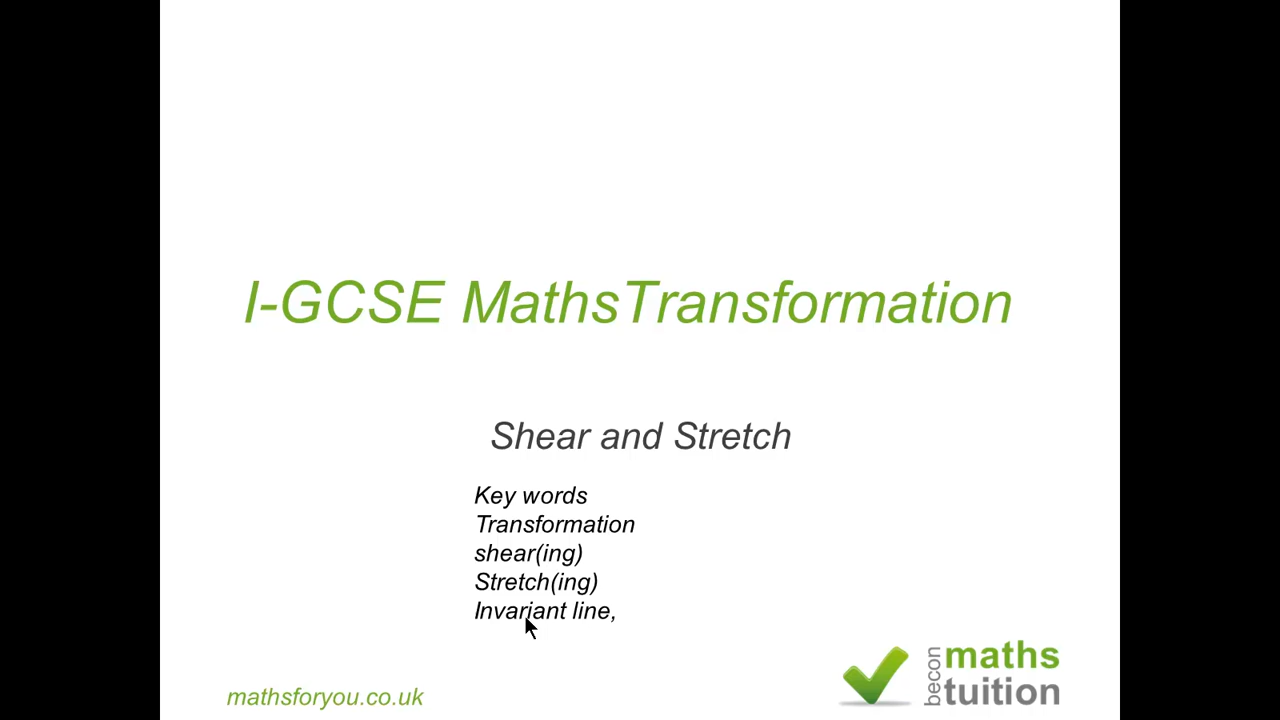 I-GCSE MathsTransformation
Shear and Stretch
Key words
Transformation
shear(ing)
Stretch(ing)
Invariant line,
mathsforyou.co.uk
becon
maths
tuition